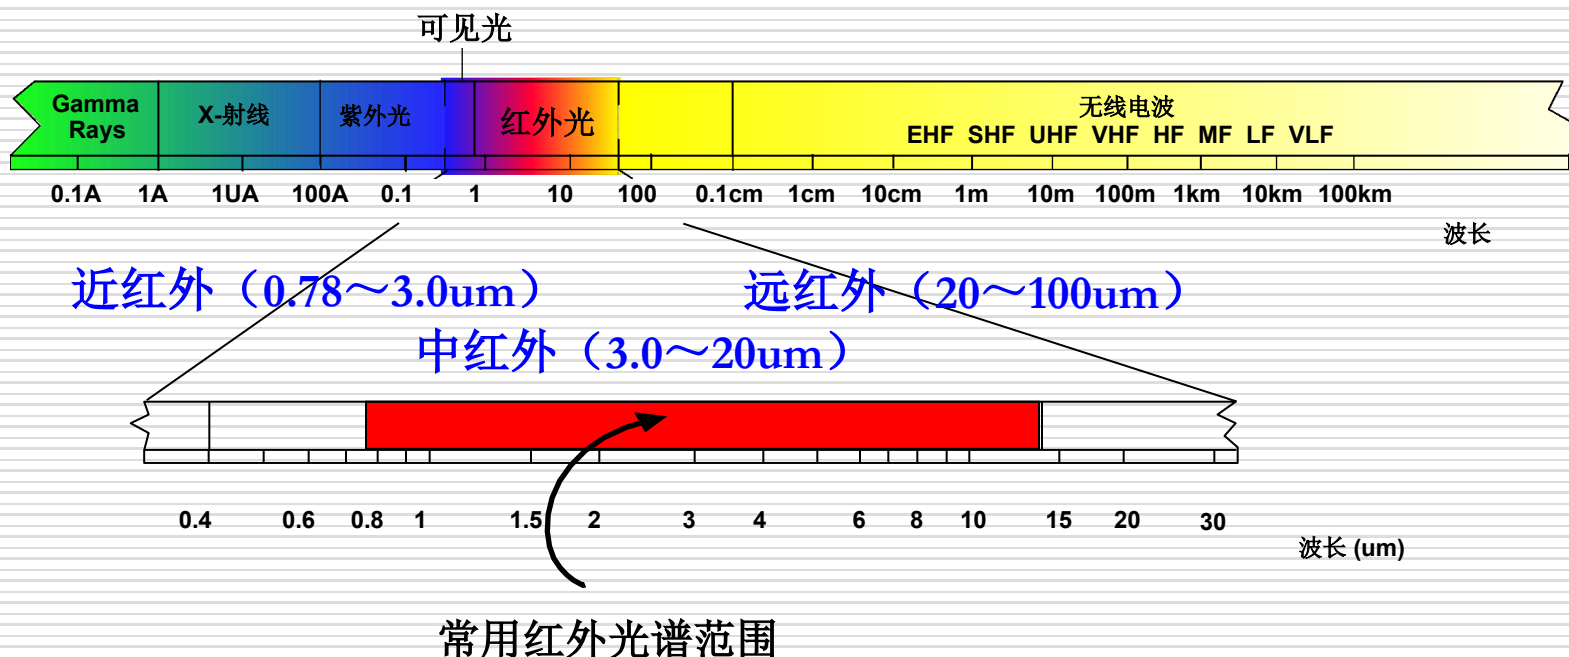 可见光
Gamma
Rays
X-射线
紫外光
红外光
无线电波
EHF SHF UHF VHF HF MF LF VLF
0.1A 1A 1UA 100A 0.1 1 10 100 0.1cm 1cm 10cm 1m 10m 100m 1km 10km 100km
波长
近红外（0.78～3.0um）
远红外（20～100um）
中红外（3.0～20um）
0.4 0.6 0.8 1 1.5 2 3 4 6 8 10 15 20 30
波长 (um)
常用红外光谱范围